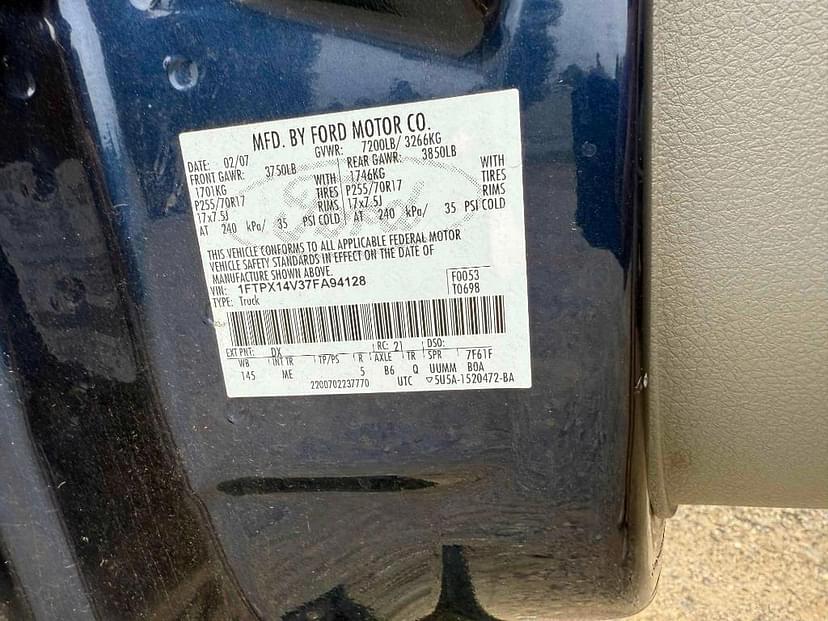 MFD. BY FORD MOTOR CO.
DATE: 02/07 GVWR: 7200LB/ 3266KG
FRONT GAWR: 3750LB REAR GAWR: 3850LB
1701KG WITH 1746KG WITH
P255/70R17 TIRES P255/70R17 TIRES
17x7.5J RIMS 17x7.5J RIMS
AT 240 kPa/ 35 PSI COLD AT 240 kPa/ 35 PSI COLD
Ford
THIS VEHICLE CONFORMS TO ALL APPLICABLE FEDERAL MOTOR
VEHICLE SAFETY STANDARDS IN EFFECT ON THE DATE OF
MANUFACTURE SHOWN ABOVE.
VIN: 1FTPX14V37FA94128 F0053
TYPE: Truck T0698
EXT PNT: DX RC: 21 DSO:
WB INT TR TP/PS R AXLE TR SPR 7F61F
145 ME 5 B6 Q UUMM BOA
2200702237770 UTC ▽5U5A-1520472-BA